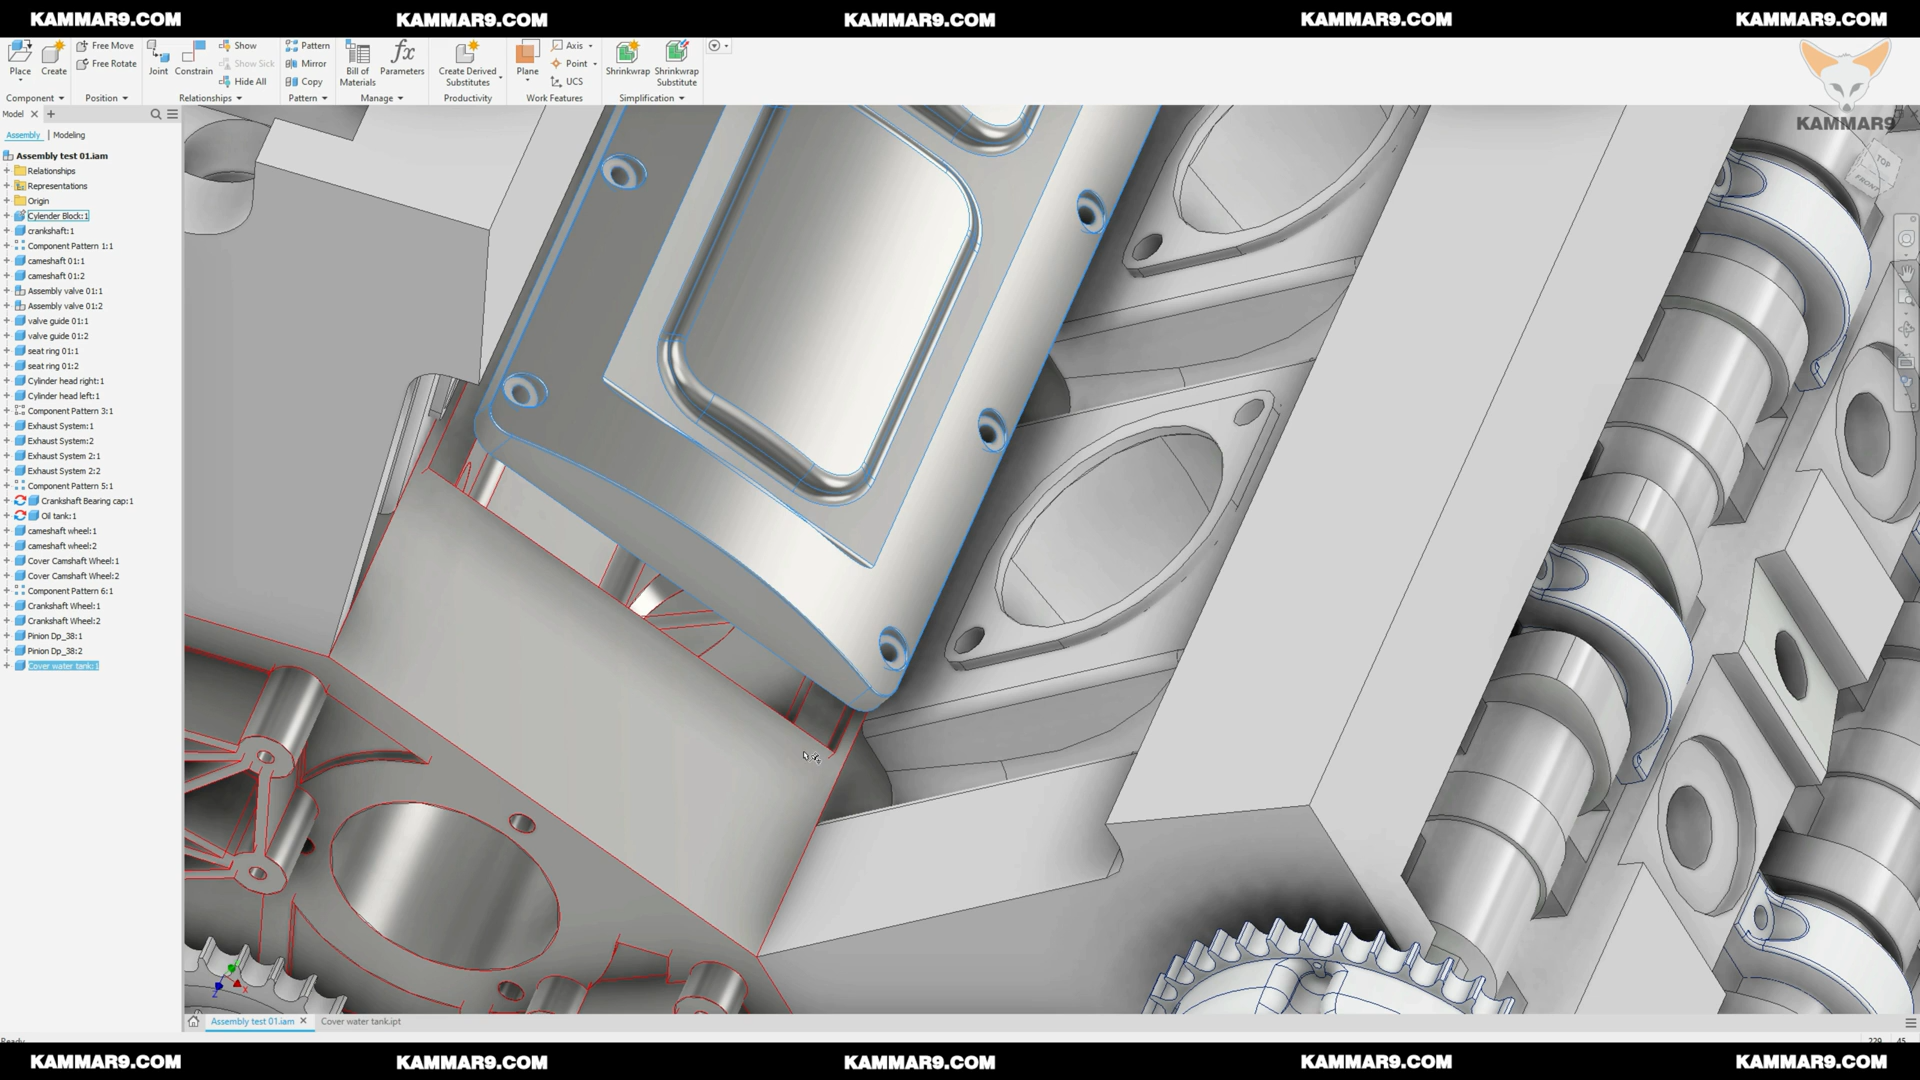 KAMMAR9.COM KAMMAR9.COM KAMMAR9.COM KAMMAR9.COM KAMMAR9.COM
Place
Create
Free Move
Free Rotate
Joint
Constrain
Show
Show Sick
Hide All
Pattern
Mirror
Copy
Bill of
Materials
fx
Parameters
Create Derived
Substitutes
Plane
Axis
Point
UCS
Shrinkwrap
Shrinkwrap
Substitute
Component
Position
Relationships
Pattern
Manage
Productivity
Work Features
Simplification
KAMMAR9
TOP
FRONT
Model
Assembly | Modeling
Assembly test 01.iam
Relationships
Representations
Origin
Cylender Block:1
crankshaft:1
Component Pattern 1:1
cameshaft 01:1
cameshaft 01:2
Assembly valve 01:1
Assembly valve 01:2
valve guide 01:1
valve guide 01:2
seat ring 01:1
seat ring 01:2
Cylinder head right:1
Cylinder head left:1
Component Pattern 3:1
Exhaust System:1
Exhaust System:2
Exhaust System 2:1
Exhaust System 2:2
Component Pattern 5:1
Crankshaft Bearing cap:1
Oil tank:1
cameshaft wheel:1
cameshaft wheel:2
Cover Camshaft Wheel:1
Cover Camshaft Wheel:2
Component Pattern 6:1
Crankshaft Wheel:1
Crankshaft Wheel:2
Pinion Dp_38:1
Pinion Dp_38:2
Cover water tank:1
Z
X
Assembly test 01.iam
Cover water tank.ipt
Ready
229 45
KAMMAR9.COM KAMMAR9.COM KAMMAR9.COM KAMMAR9.COM KAMMAR9.COM